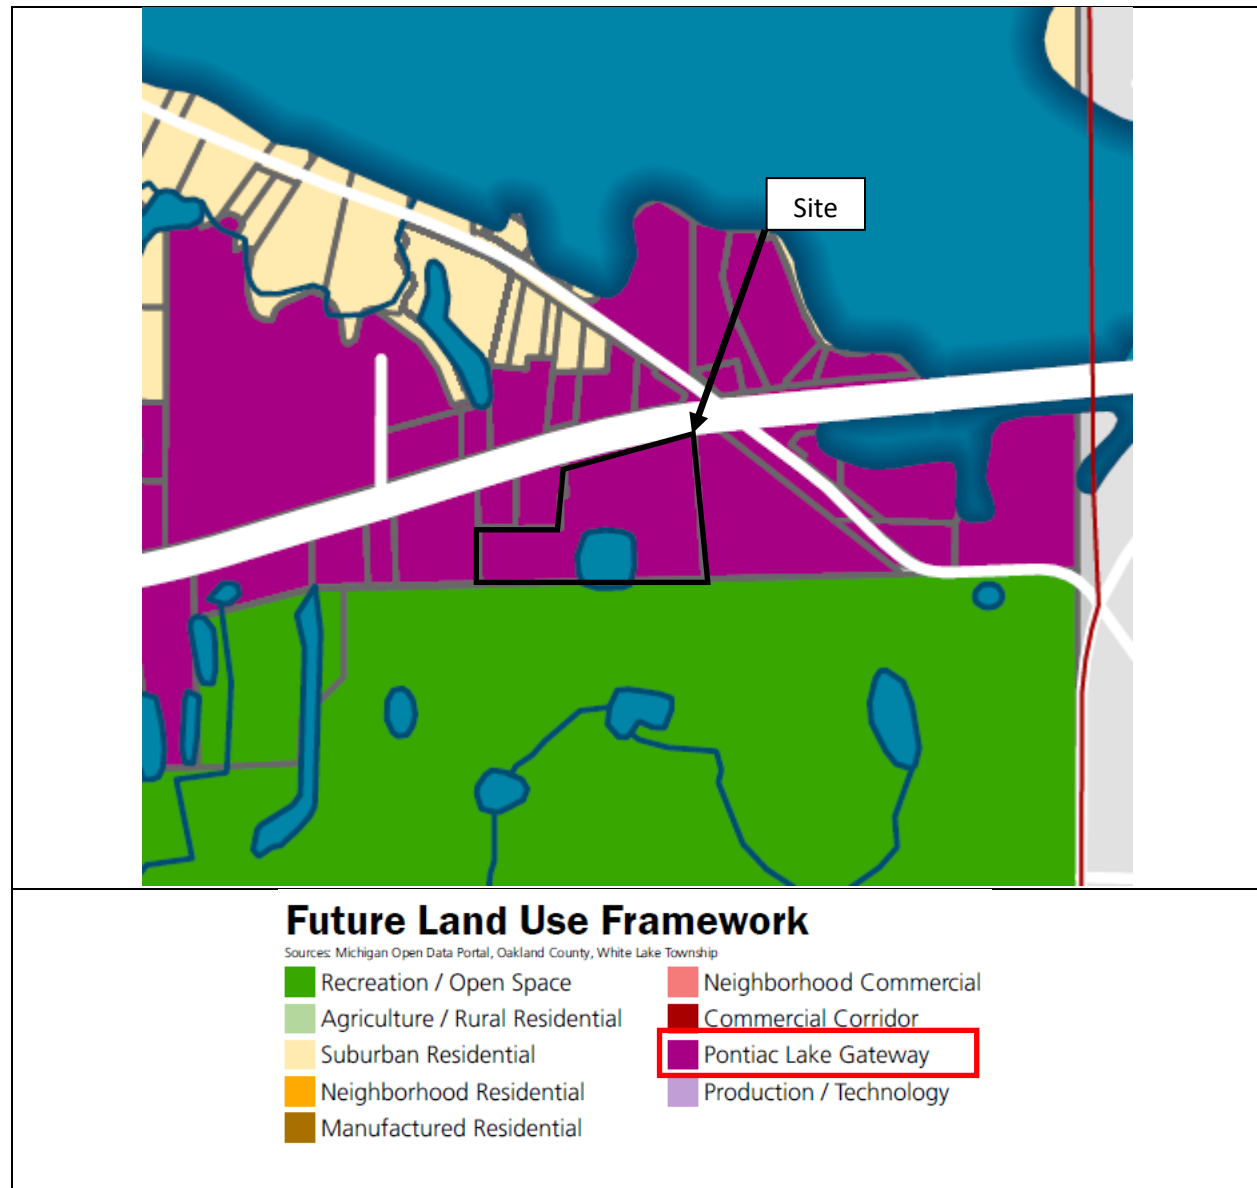 Site
Future Land Use Framework
Sources: Michigan Open Data Portal, Oakland County, White Lake Township
Recreation / Open Space
Agriculture / Rural Residential
Suburban Residential
Neighborhood Residential
Manufactured Residential
Neighborhood Commercial
Commercial Corridor
Pontiac Lake Gateway
Production / Technology